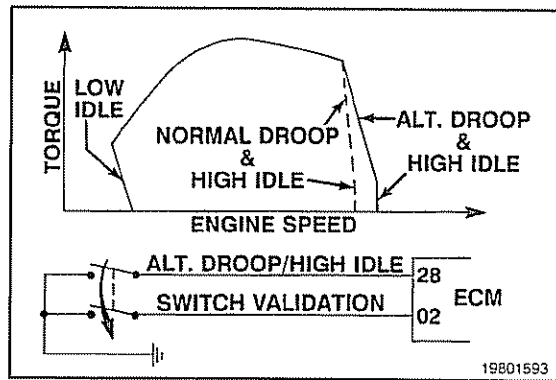 TORQUE
LOW
IDLE
NORMAL DROOP
&
HIGH IDLE
ALT. DROOP
&
HIGH IDLE
ENGINE SPEED
ALT. DROOP/HIGH IDLE
28
ECM
SWITCH VALIDATION
02
19801593